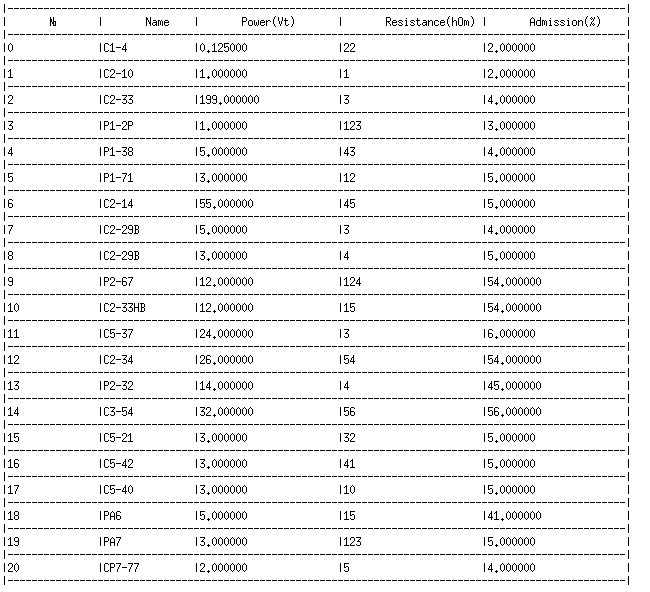 № | Name | Power(Vt) | Resistance(hOm) | Admission(%) |
|0 |C1-4 |0.125000 |22 |2.000000 |
|1 |C2-10 |1.000000 |1 |2.000000 |
|2 |C2-33 |199.000000 |3 |4.000000 |
|3 |P1-2P |1.000000 |123 |3.000000 |
|4 |P1-38 |5.000000 |43 |4.000000 |
|5 |P1-71 |3.000000 |12 |5.000000 |
|6 |C2-14 |55.000000 |45 |5.000000 |
|7 |C2-29B |5.000000 |3 |4.000000 |
|8 |C2-29B |3.000000 |4 |5.000000 |
|9 |P2-67 |12.000000 |124 |54.000000 |
|10 |C2-33HB |12.000000 |15 |54.000000 |
|11 |C5-37 |24.000000 |3 |6.000000 |
|12 |C2-34 |26.000000 |54 |54.000000 |
|13 |P2-32 |14.000000 |4 |45.000000 |
|14 |C3-54 |32.000000 |56 |56.000000 |
|15 |C5-21 |3.000000 |32 |5.000000 |
|16 |C5-42 |3.000000 |41 |5.000000 |
|17 |C5-40 |3.000000 |10 |5.000000 |
|18 |PA6 |5.000000 |15 |41.000000 |
|19 |PA7 |3.000000 |123 |5.000000 |
|20 |CP7-77 |2.000000 |5 |4.000000 |